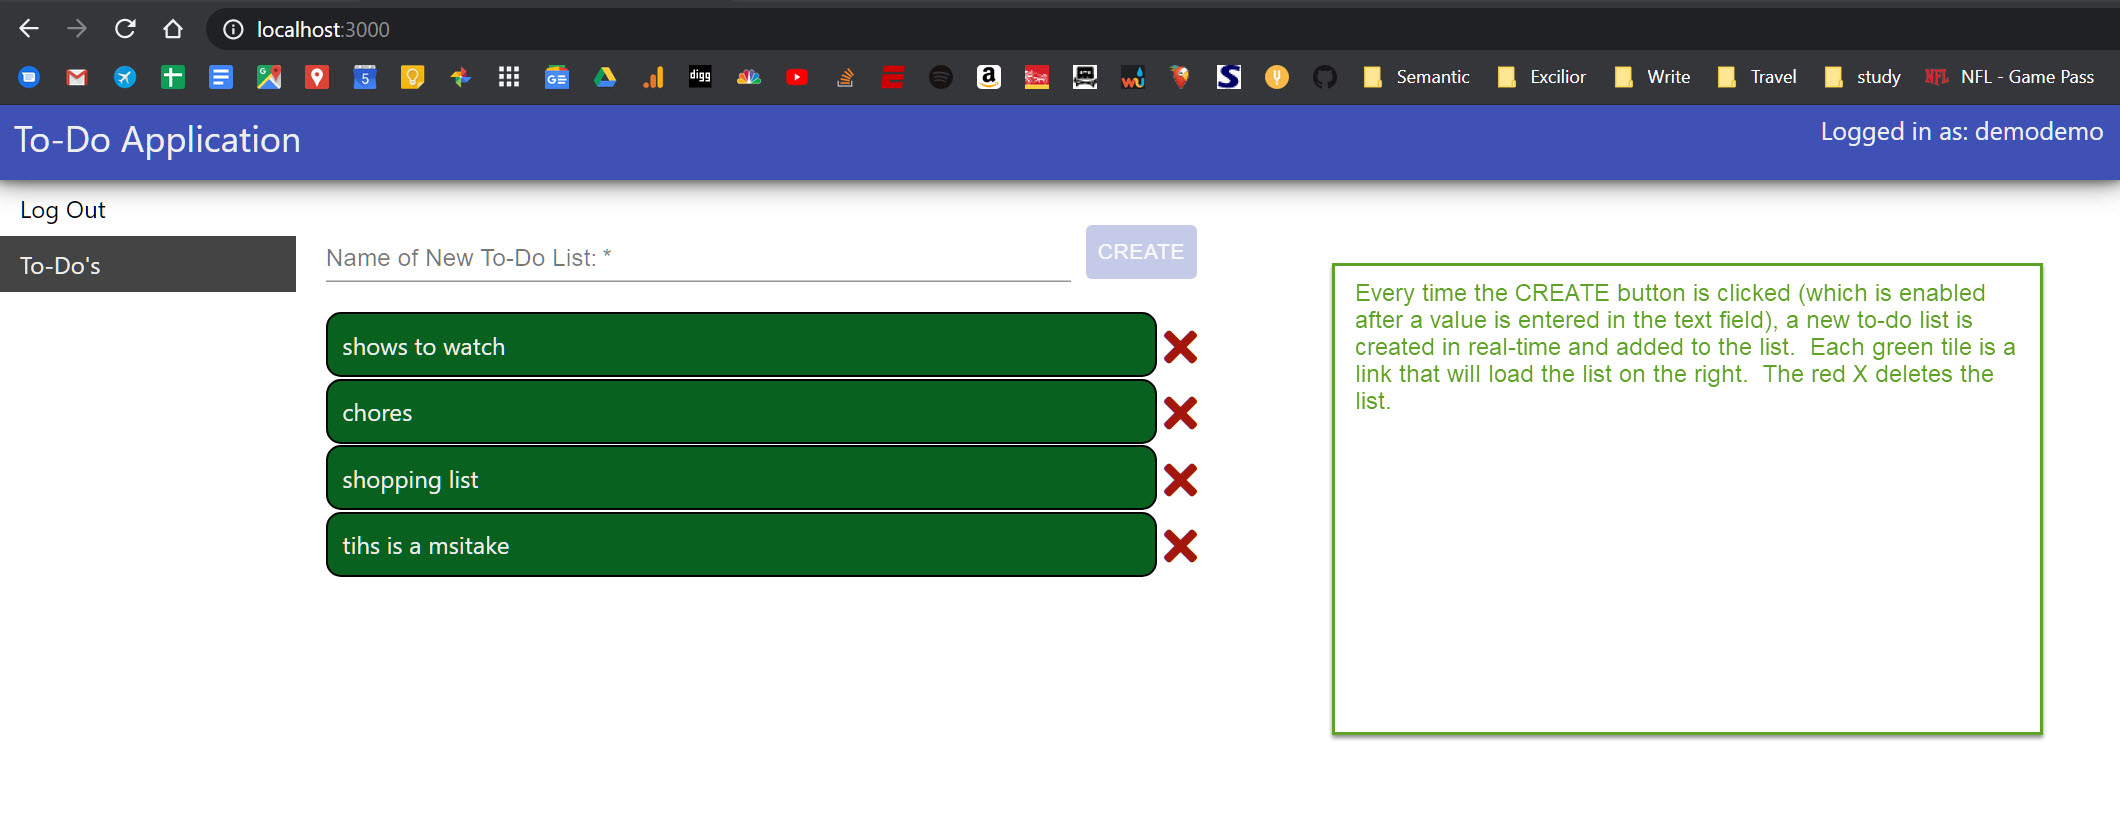 localhost:3000
5
GE
digg
a
S
Semantic
Excilior
Write
Travel
study
NFL
NFL - Game Pass
To-Do Application
Logged in as: demodemo
Log Out
To-Do's
Name of New To-Do List: *
CREATE
shows to watch
chores
shopping list
tihs is a msitake
Every time the CREATE button is clicked (which is enabled
after a value is entered in the text field), a new to-do list is
created in real-time and added to the list.  Each green tile is a
link that will load the list on the right.  The red X deletes the
list.